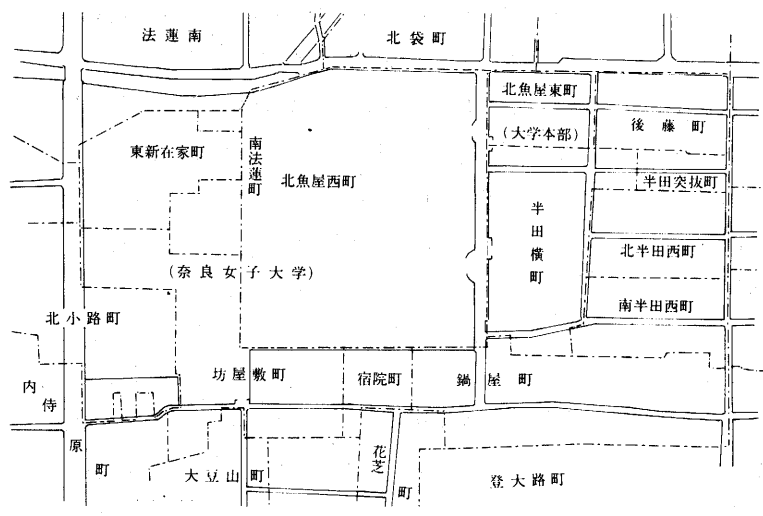 法蓮南
北袋町
北魚屋東町
(大学本部)
後藤町
東新在家町
南法蓮町
北魚屋西町
半田突抜町
半田横町
北半田西町
(奈良女子大学)
南半田西町
北小路町
坊屋敷町
宿院町
鍋屋町
内侍原町
大豆山町
花芝町
登大路町